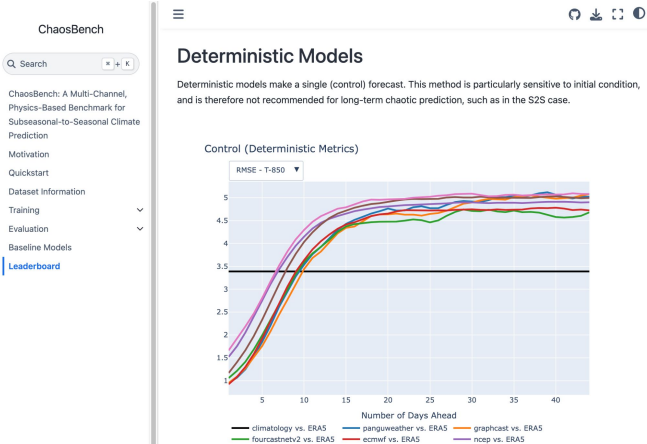 ChaosBench
Search
+ K
ChaosBench: A Multi-Channel,
Physics-Based Benchmark for
Subseasonal-to-Seasonal Climate
Prediction
Motivation
Quickstart
Dataset Information
Training
Evaluation
Baseline Models
Leaderboard
Deterministic Models
Deterministic models make a single (control) forecast. This method is particularly sensitive to initial condition,
and is therefore not recommended for long-term chaotic prediction, such as in the S2S case.
Control (Deterministic Metrics)
RMSE - T-850
5
4.5
4
3.5
3
2.5
2
1.5
1
5 10 15 20 25 30 35 40
Number of Days Ahead
climatology vs. ERA5 panguweather vs. ERA5 graphcast vs. ERA5
fourcastnetv2 vs. ERA5 ecmwf vs. ERA5 ncep vs. ERA5